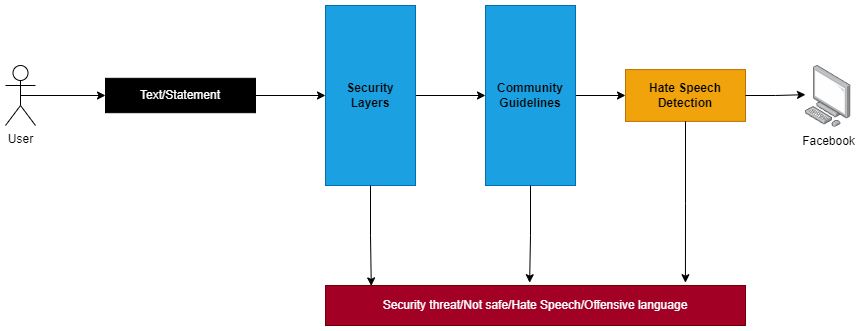 Text/Statement
Security
Layers
Community
Guidelines
Hate Speech
Detection
User
Facebook
Security threat/Not safe/Hate Speech/Offensive language